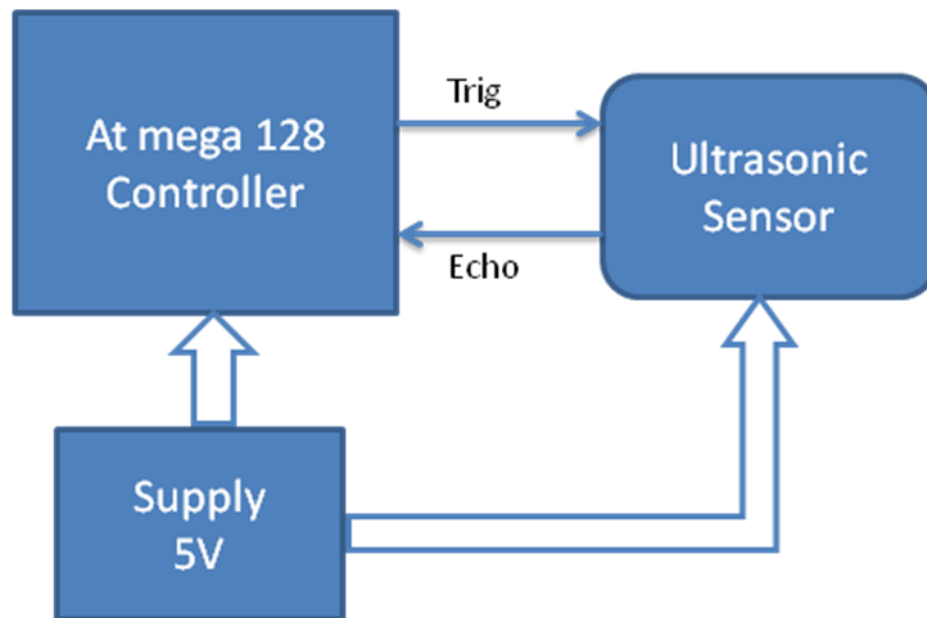 At mega 128
Controller
Trig
Echo
Ultrasonic
Sensor
Supply
5V